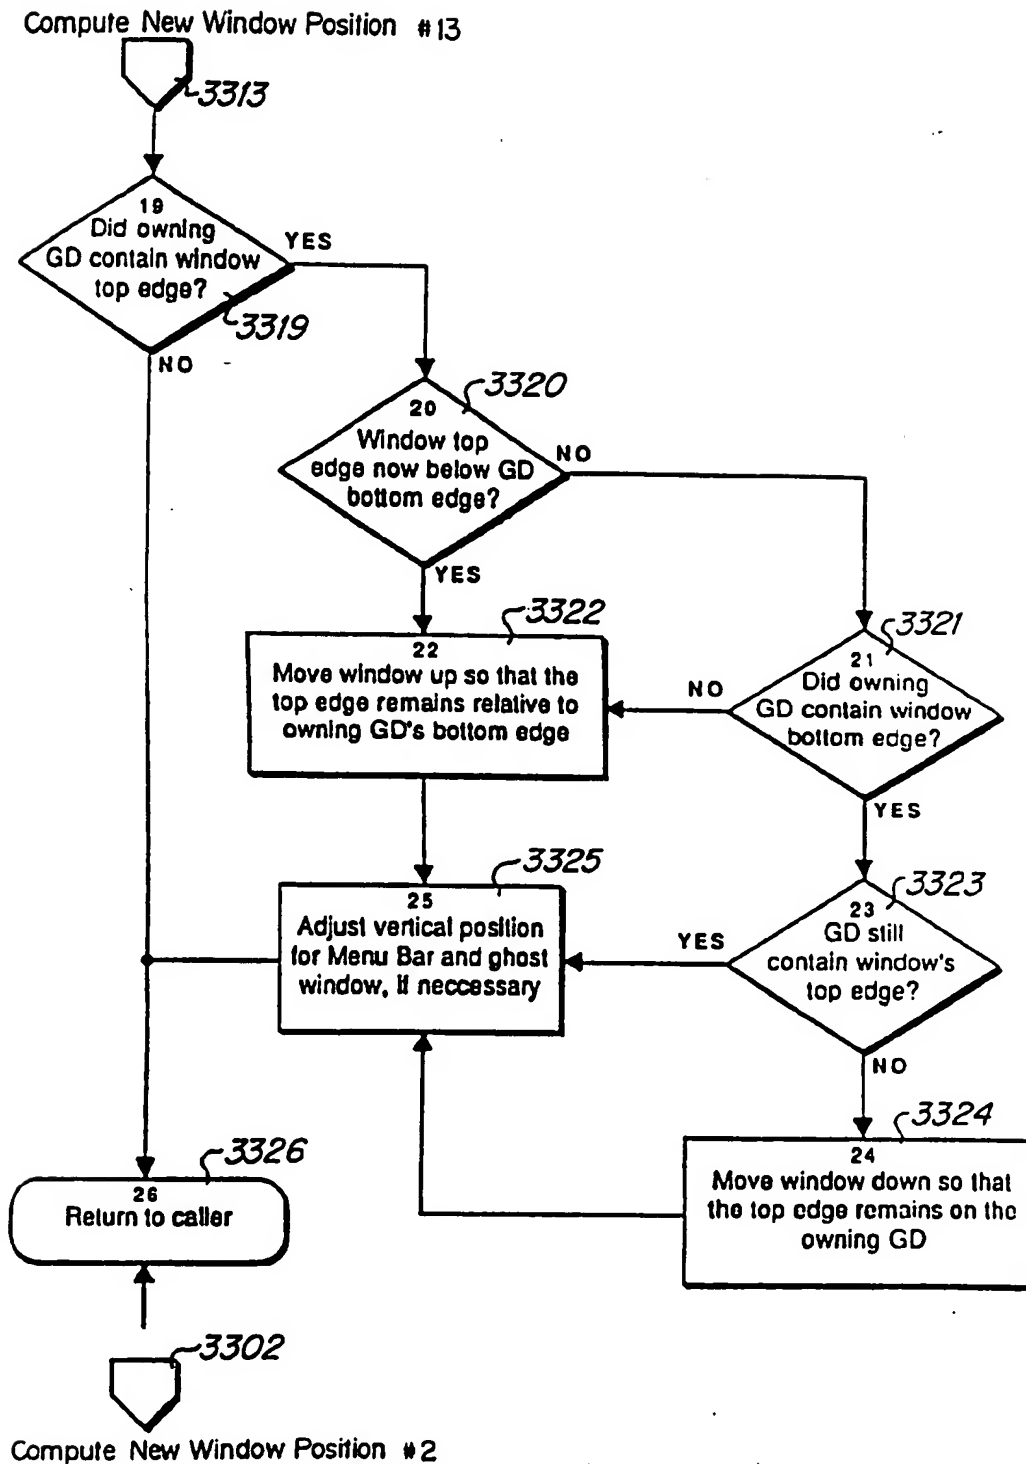 Compute New Window Position #13
3313
19
Did owning
GD contain window
top edge?
YES
3319
NO
3320
20
Window top
edge now below GD
bottom edge?
NO
YES
3322
22
Move window up so that the
top edge remains relative to
owning GD's bottom edge
3321
21
Did owning
GD contain window
bottom edge?
NO
YES
3325
25
Adjust vertical position
for Menu Bar and ghost
window, if neccessary
3323
23
GD still
contain window's
top edge?
YES
NO
3324
24
Move window down so that
the top edge remains on the
owning GD
3326
26
Return to caller
3302
Compute New Window Position #2